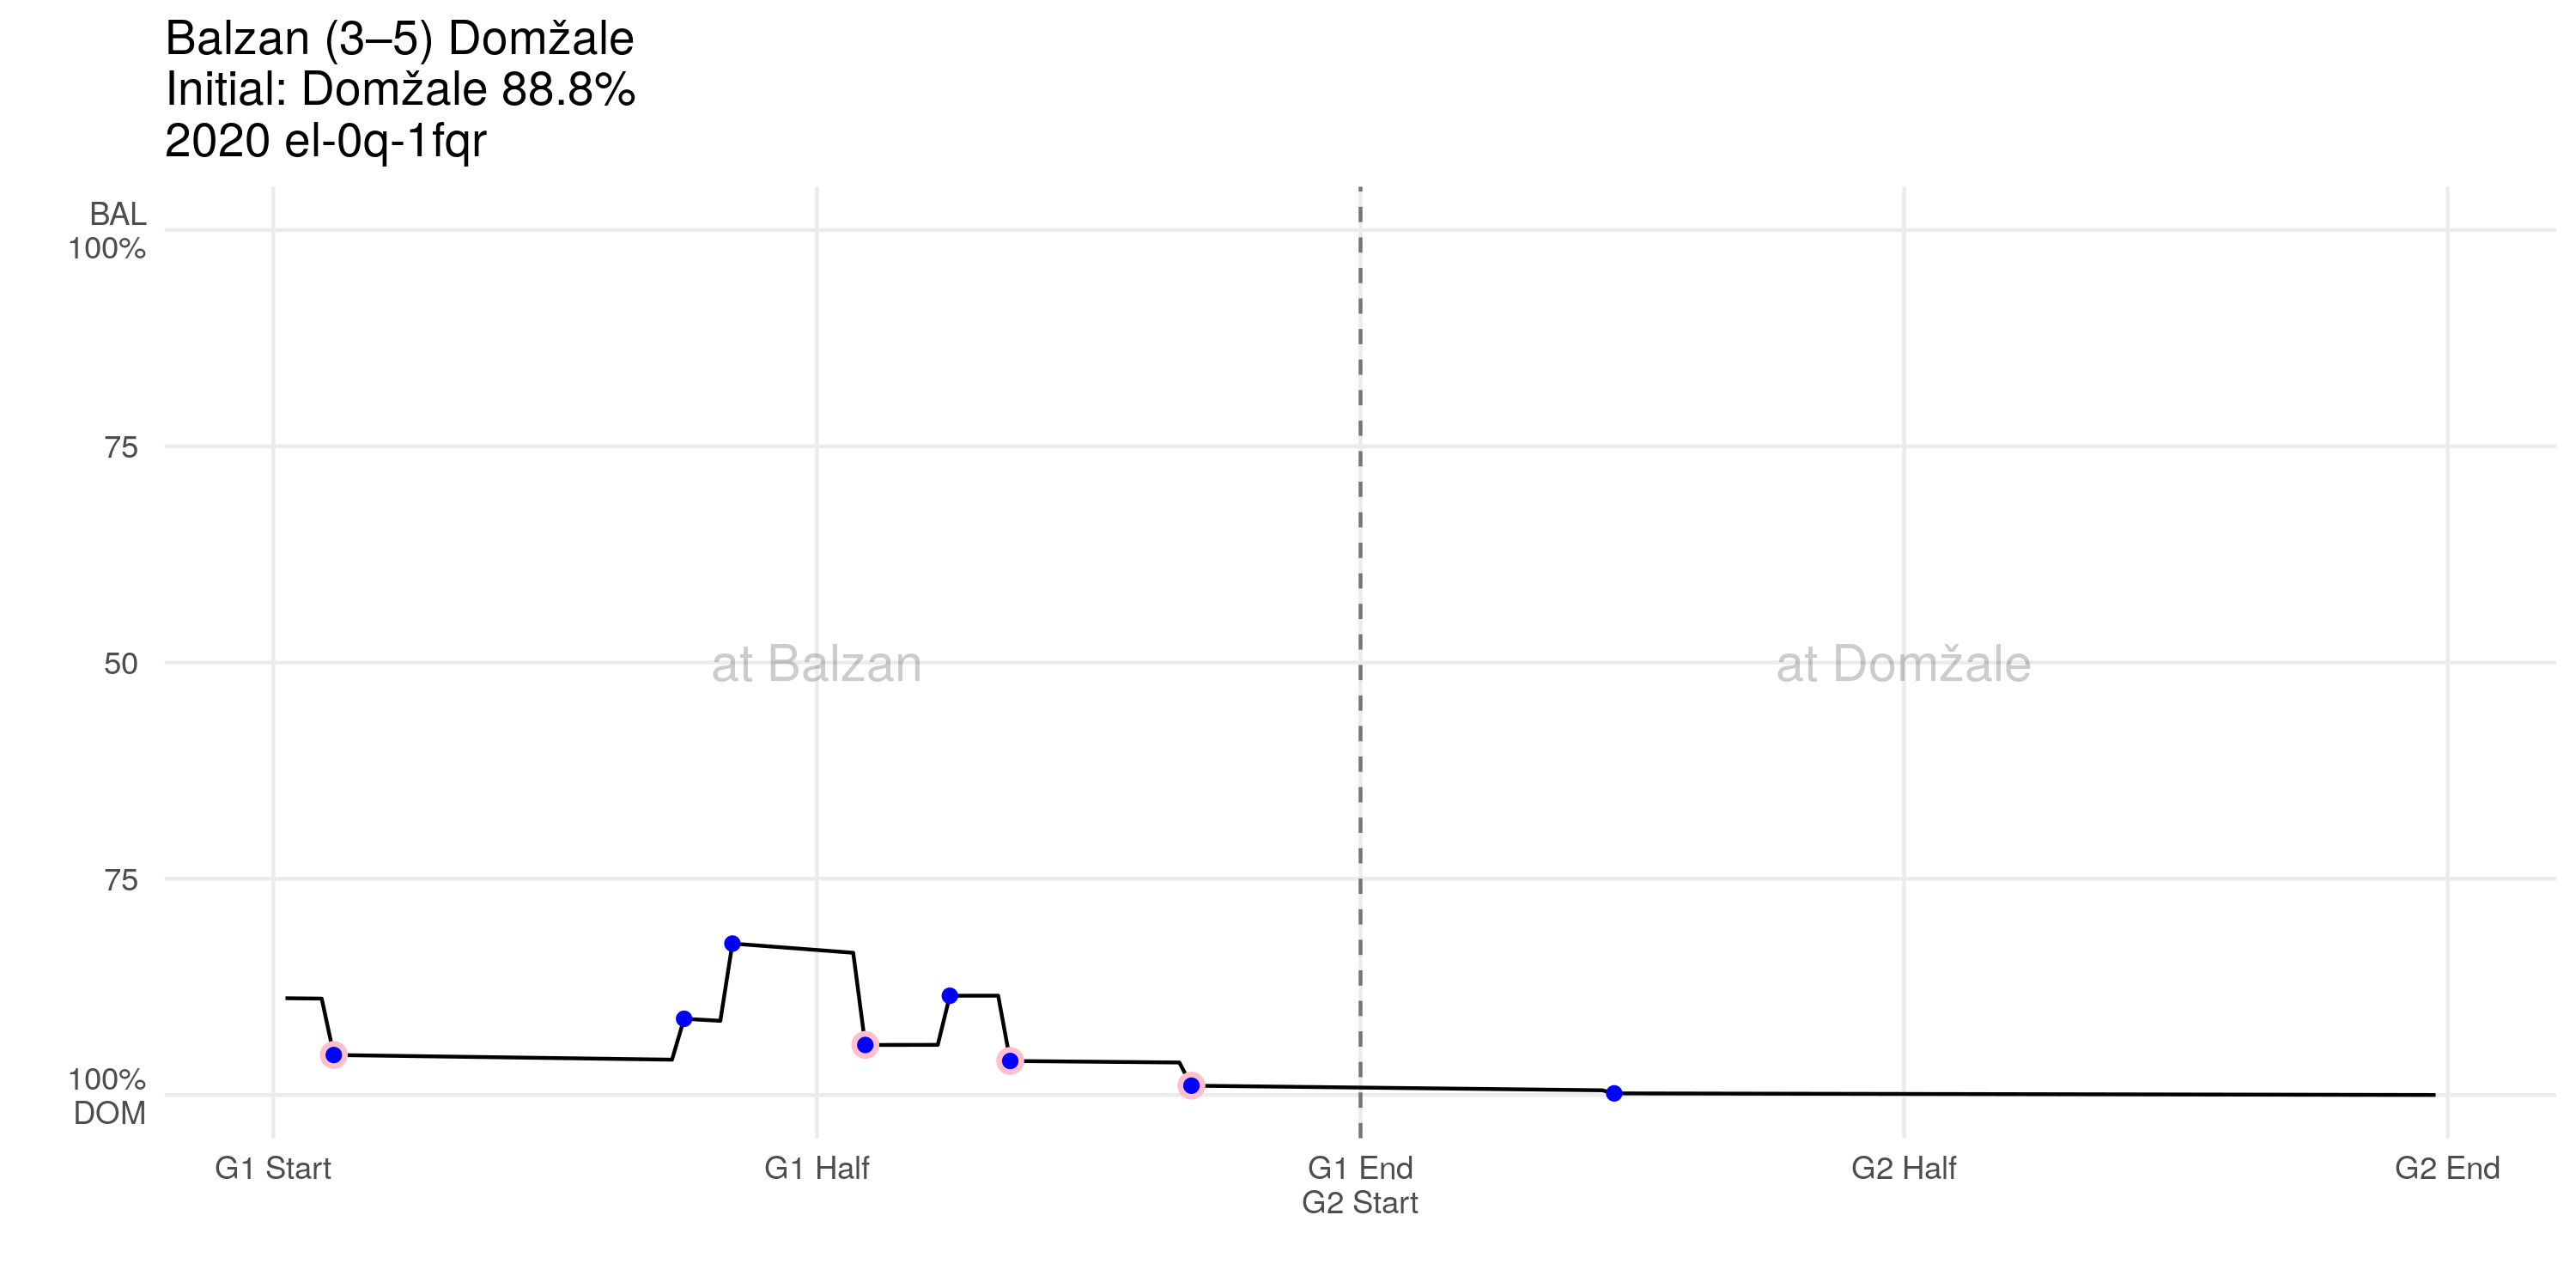 Balzan (3–5) Domžale
Initial: Domžale 88.8%
2020 el-0q-1fqr
BAL
100%
75
50
75
100%
DOM
at Balzan
at Domžale
G1 Start
G1 Half
G1 End
G2 Start
G2 Half
G2 End